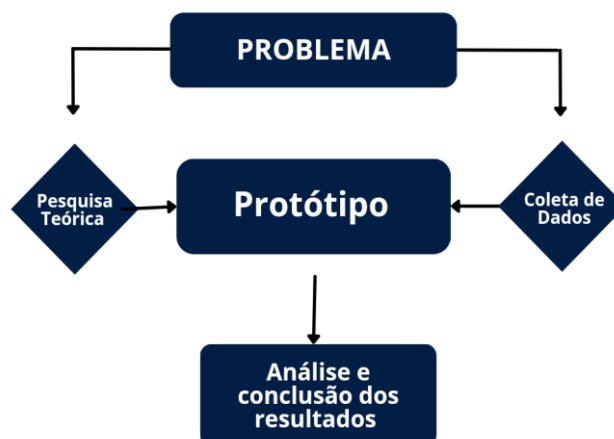 PROBLEMA
Pesquisa
Teórica
Protótipo
Coleta de
Dados
Análise e
conclusão dos
resultados